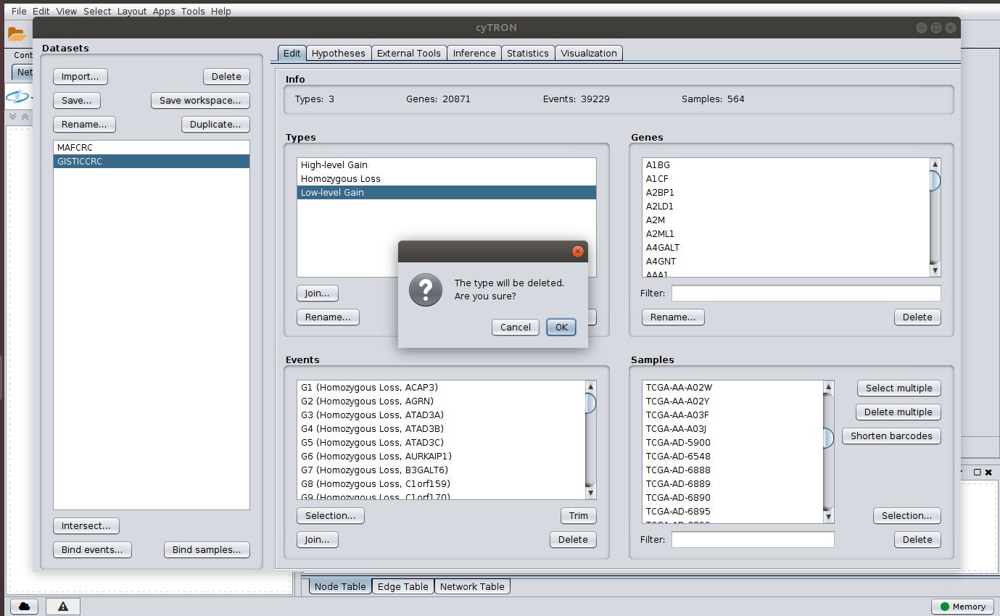 File Edit View Select Layout Apps Tools Help
cyTRON
Cont
Net
Datasets
Import...
Delete
Save...
Save workspace...
Rename...
Duplicate...
MAFCRC
GISTICCRC
Intersect...
Bind events...
Bind samples...
Edit Hypotheses External Tools Inference Statistics Visualization
Info
Types: 3 Genes: 20871 Events: 39229 Samples: 564
Types
High-level Gain
Homozygous Loss
Low-level Gain
Join...
Rename...
Genes
A1BG
A1CF
A2BP1
A2LD1
A2M
A2ML1
A4GALT
A4GNT
AAA1
Filter:
Rename...
Delete
The type will be deleted.
Are you sure?
Cancel
OK
Events
G1 (Homozygous Loss, ACAP3)
G2 (Homozygous Loss, AGRN)
G3 (Homozygous Loss, ATAD3A)
G4 (Homozygous Loss, ATAD3B)
G5 (Homozygous Loss, ATAD3C)
G6 (Homozygous Loss, AURKAIP1)
G7 (Homozygous Loss, B3GALT6)
G8 (Homozygous Loss, C1orf159)
G9 (Homozygous Loss, C1orf170)
Selection...
Trim
Join...
Delete
Samples
TCGA-AA-A02W
TCGA-AA-A02Y
TCGA-AA-A03F
TCGA-AA-A03J
TCGA-AD-5900
TCGA-AD-6548
TCGA-AD-6888
TCGA-AD-6889
TCGA-AD-6890
TCGA-AD-6895
Select multiple
Delete multiple
Shorten barcodes
Selection...
Filter:
Delete
Node Table Edge Table Network Table
Memory